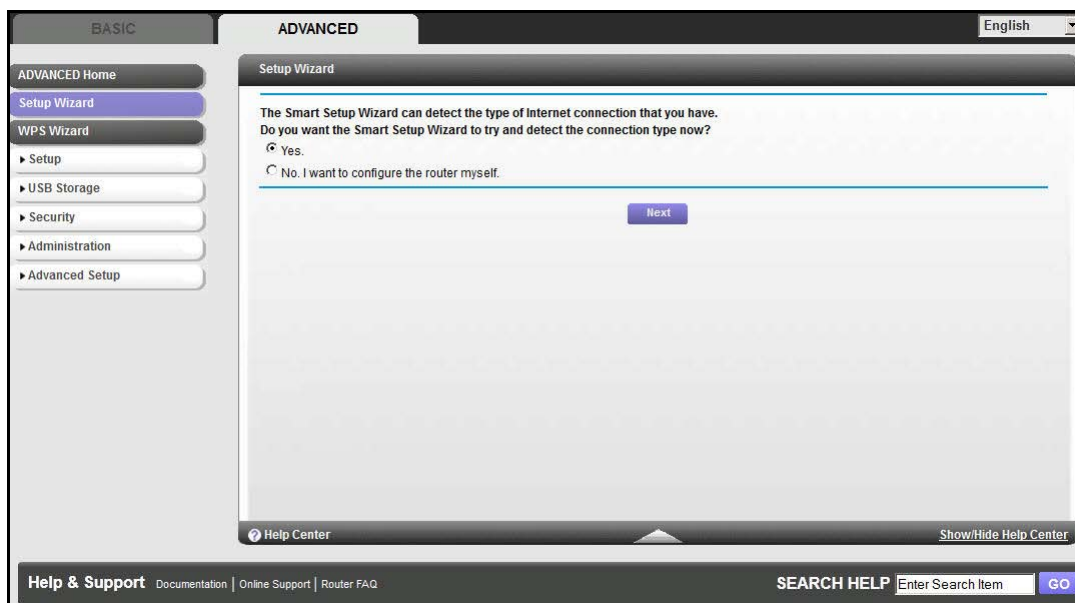 BASIC
ADVANCED
English
ADVANCED Home
Setup Wizard
WPS Wizard
Setup
USB Storage
Security
Administration
Advanced Setup
Setup Wizard
The Smart Setup Wizard can detect the type of Internet connection that you have.
Do you want the Smart Setup Wizard to try and detect the connection type now?
Yes.
No. I want to configure the router myself.
Next
? Help Center
Show/Hide Help Center
Help & Support Documentation | Online Support | Router FAQ
SEARCH HELP Enter Search Item GO